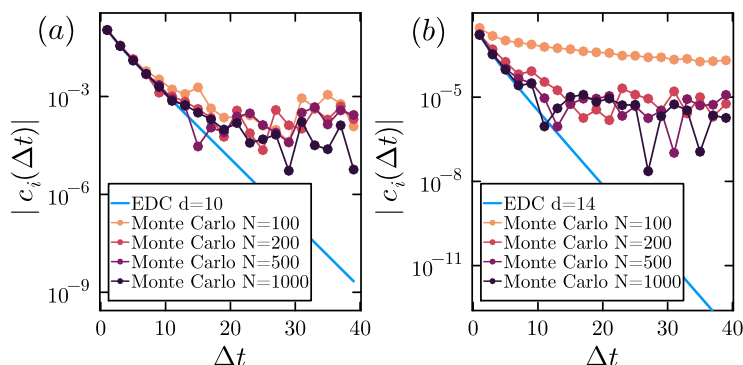 (a)
| c_i(Δt)|
10^−3
10^−6
10^−9
EDC d=10
Monte Carlo N=100
Monte Carlo N=200
Monte Carlo N=500
Monte Carlo N=1000
0 10 20 30 40
Δt
(b)
| c_i(Δt)|
10^−5
10^−8
10^−11
EDC d=14
Monte Carlo N=100
Monte Carlo N=200
Monte Carlo N=500
Monte Carlo N=1000
0 10 20 30 40
Δt